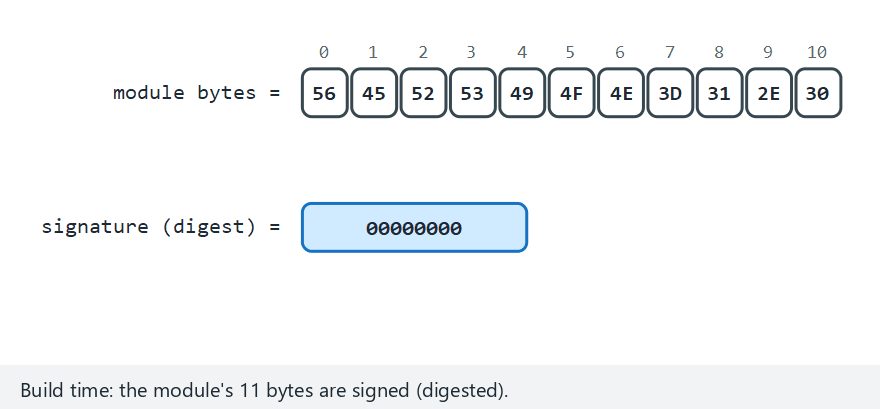 0 1 2 3 4 5 6 7 8 9 10
module bytes = 56 45 52 53 49 4F 4E 3D 31 2E 30
signature (digest) = 00000000
Build time: the module's 11 bytes are signed (digested).